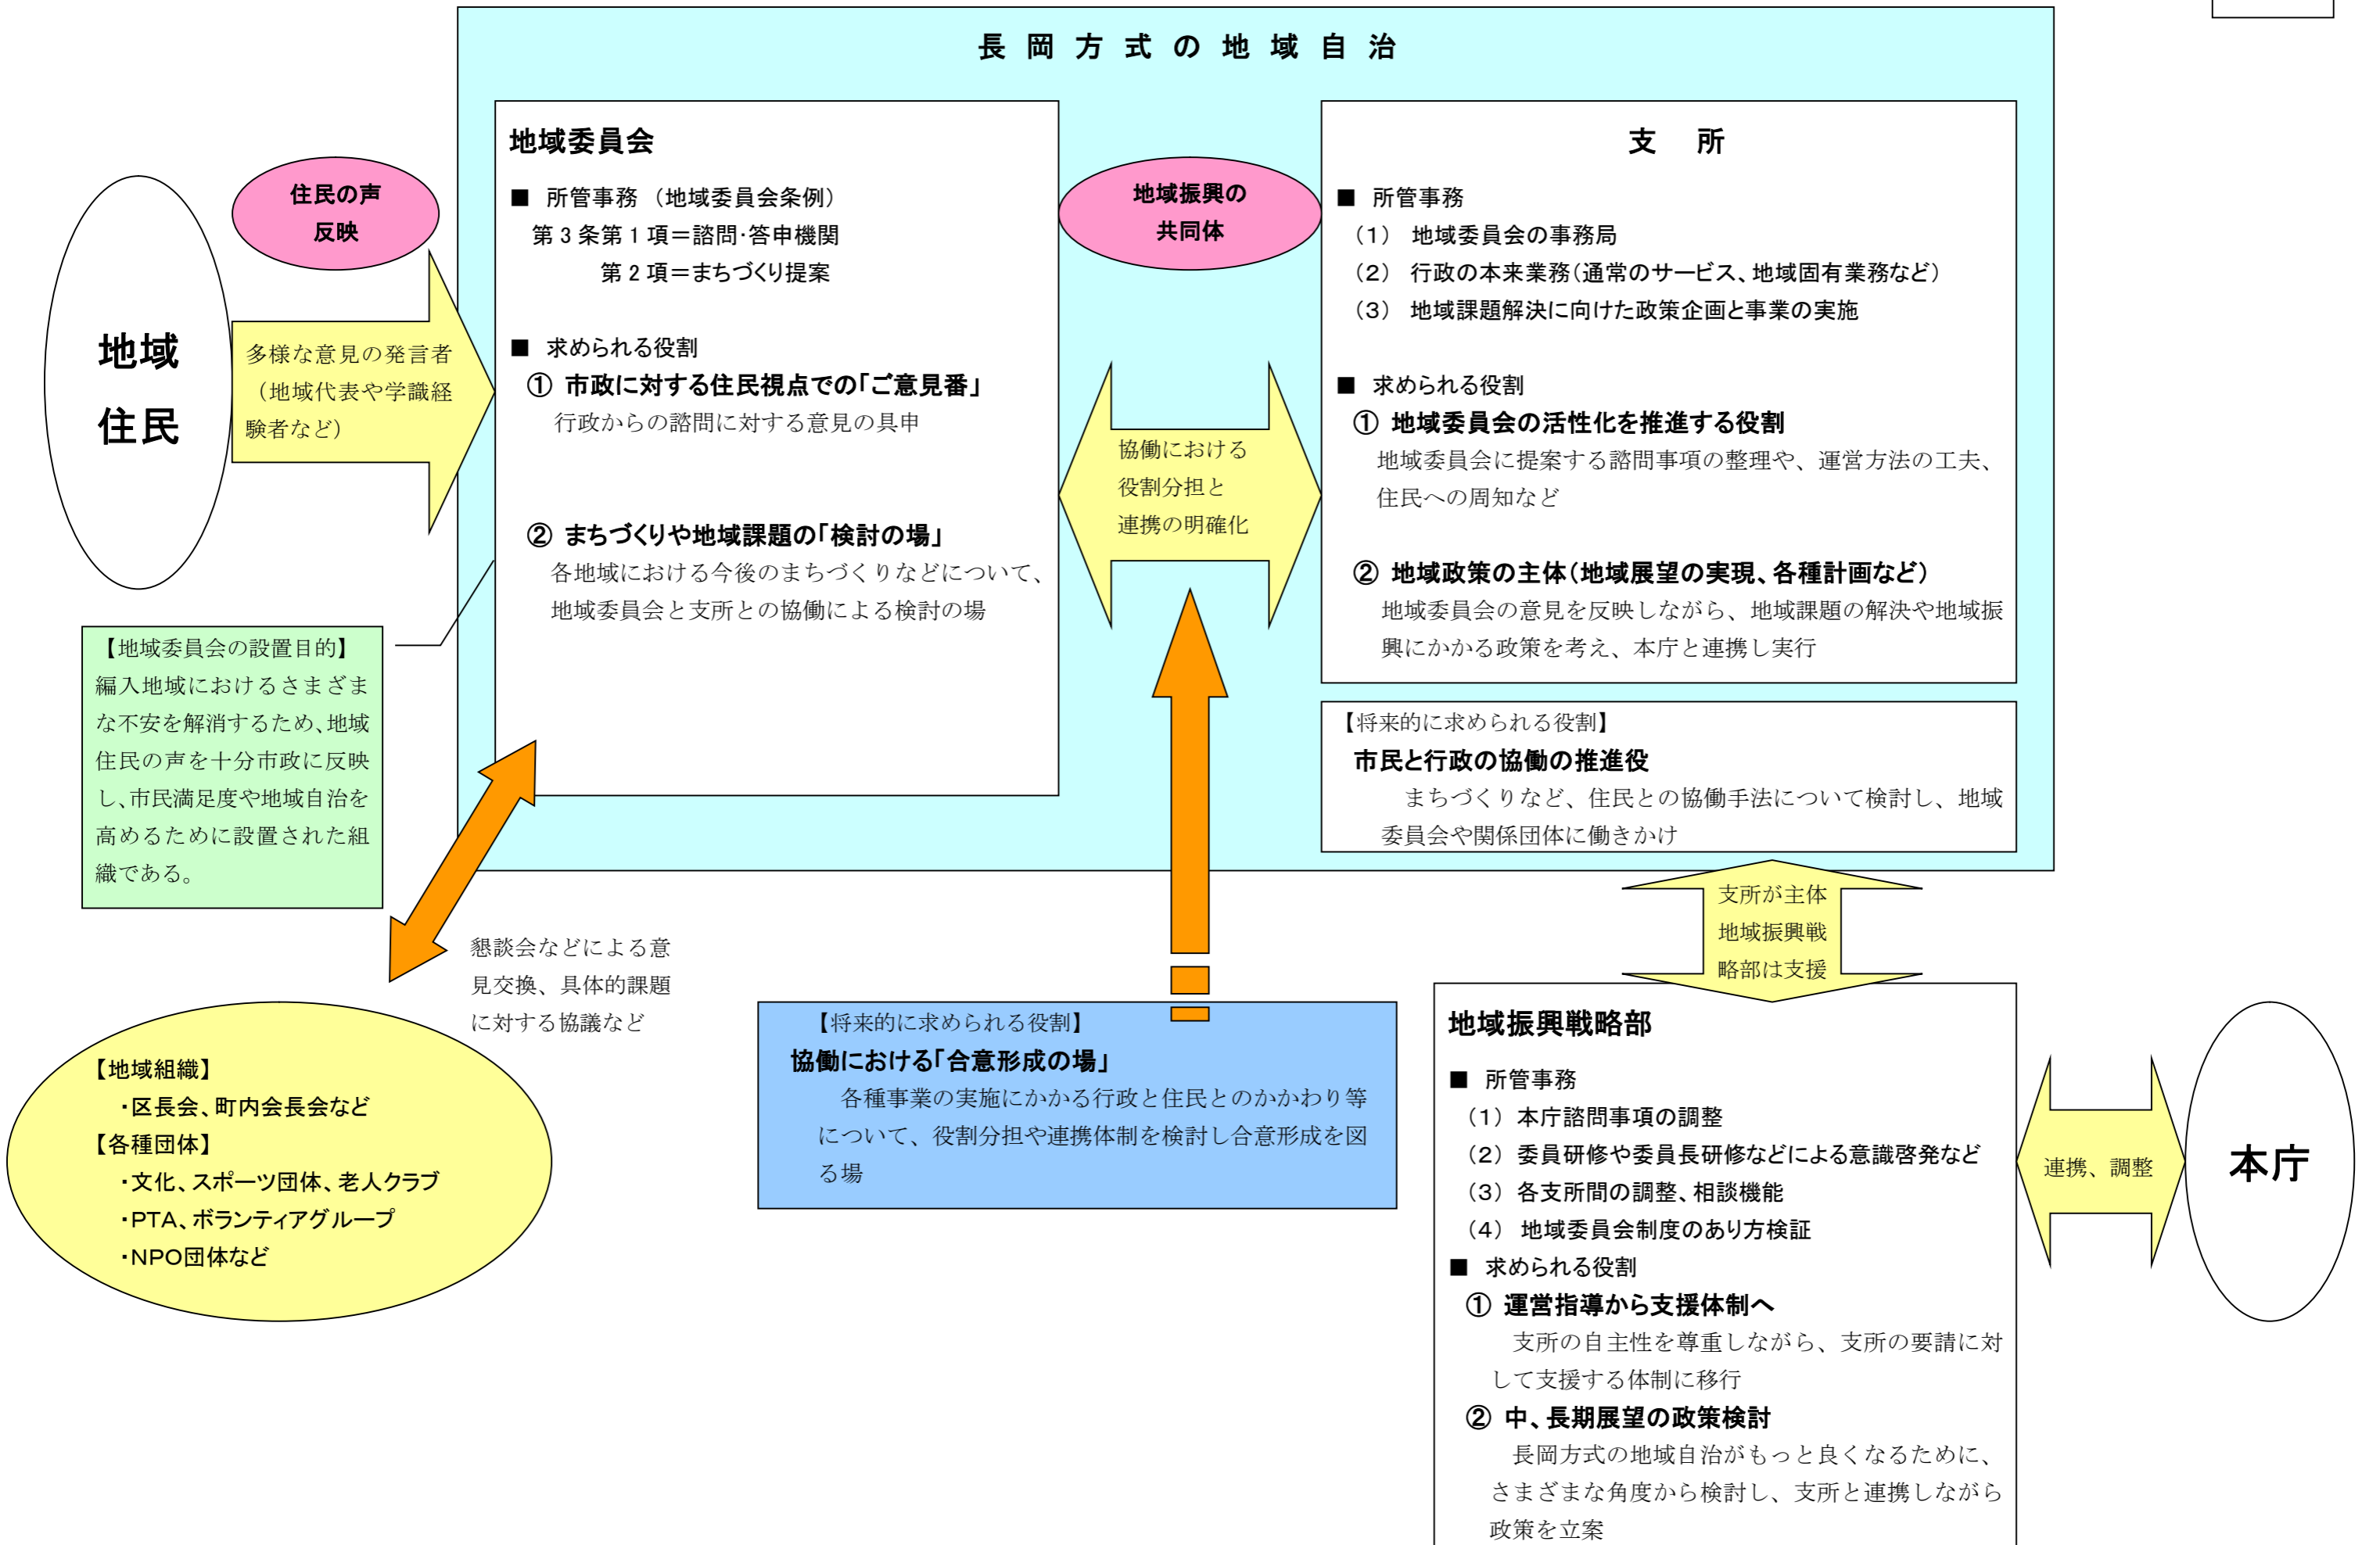 長岡方式の地域自治
地域
住民
住民の声
反映
多様な意見の発言者
（地域代表や学識経
験者など）
地域委員会
■ 所管事務 （地域委員会条例）
第３条第１項＝諮問・答申機関
第２項＝まちづくり提案
■ 求められる役割
① 市政に対する住民視点での「ご意見番」
行政からの諮問に対する意見の具申
② まちづくりや地域課題の「検討の場」
各地域における今後のまちづくりなどについて、
地域委員会と支所との協働による検討の場
地域振興の
共同体
協働における
役割分担と
連携の明確化
支 所
■ 所管事務
（１） 地域委員会の事務局
（２） 行政の本来業務（通常のサービス、地域固有業務など）
（３） 地域課題解決に向けた政策企画と事業の実施
■ 求められる役割
① 地域委員会の活性化を推進する役割
地域委員会に提案する諮問事項の整理や、運営方法の工夫、
住民への周知など
② 地域政策の主体（地域展望の実現、各種計画など）
地域委員会の意見を反映しながら、地域課題の解決や地域振
興にかかる政策を考え、本庁と連携し実行
【将来的に求められる役割】
市民と行政の協働の推進役
まちづくりなど、住民との協働手法について検討し、地域
委員会や関係団体に働きかけ
【地域委員会の設置目的】
編入地域におけるさまざま
な不安を解消するため、地域
住民の声を十分市政に反映
し、市民満足度や地域自治を
高めるために設置された組
織である。
懇談会などによる意
見交換、具体的課題
に対する協議など
【地域組織】
・区長会、町内会長会など
【各種団体】
・文化、スポーツ団体、老人クラブ
・PTA、ボランティアグループ
・NPO団体など
【将来的に求められる役割】
協働における「合意形成の場」
各種事業の実施にかかる行政と住民とのかかわり等
について、役割分担や連携体制を検討し合意形成を図
る場
支所が主体
地域振興戦
略部は支援
地域振興戦略部
■ 所管事務
（１）本庁諮問事項の調整
（２）委員研修や委員長研修などによる意識啓発など
（３）各支所間の調整、相談機能
（４） 地域委員会制度のあり方検証
■ 求められる役割
① 運営指導から支援体制へ
支所の自主性を尊重しながら、支所の要請に対
して支援する体制に移行
② 中、長期展望の政策検討
長岡方式の地域自治がもっと良くなるために、
さまざまな角度から検討し、支所と連携しながら
政策を立案
連携、調整
本庁